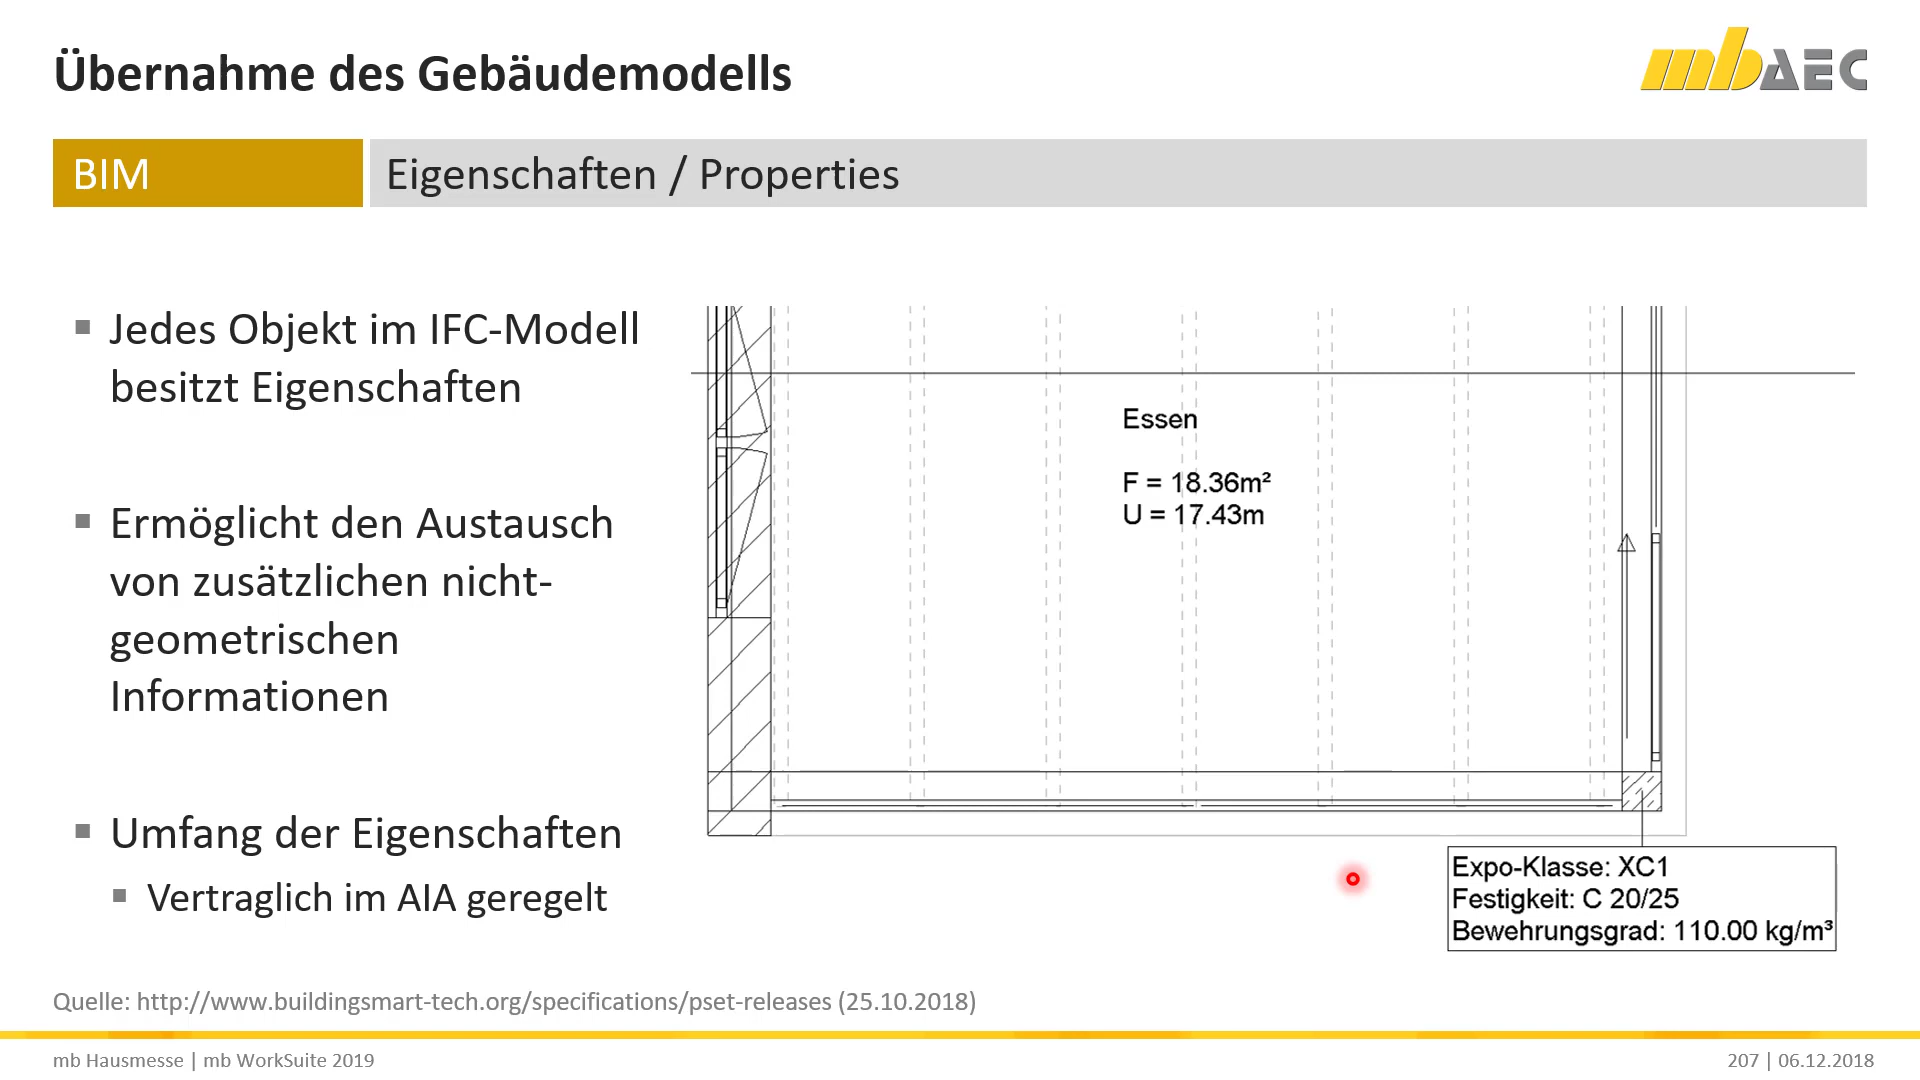 Übernahme des Gebäudemodells
mbAEC
BIM
Eigenschaften / Properties
Jedes Objekt im IFC-Modell
besitzt Eigenschaften
Ermöglicht den Austausch
von zusätzlichen nicht-
geometrischen
Informationen
Umfang der Eigenschaften
Vertraglich im AIA geregelt
Essen
F = 18.36m²
U = 17.43m
Expo-Klasse: XC1
Festigkeit: C 20/25
Bewehrungsgrad: 110.00 kg/m³
Quelle: http://www.buildingsmart-tech.org/specifications/pset-releases (25.10.2018)
mb Hausmesse | mb WorkSuite 2019
207 | 06.12.2018